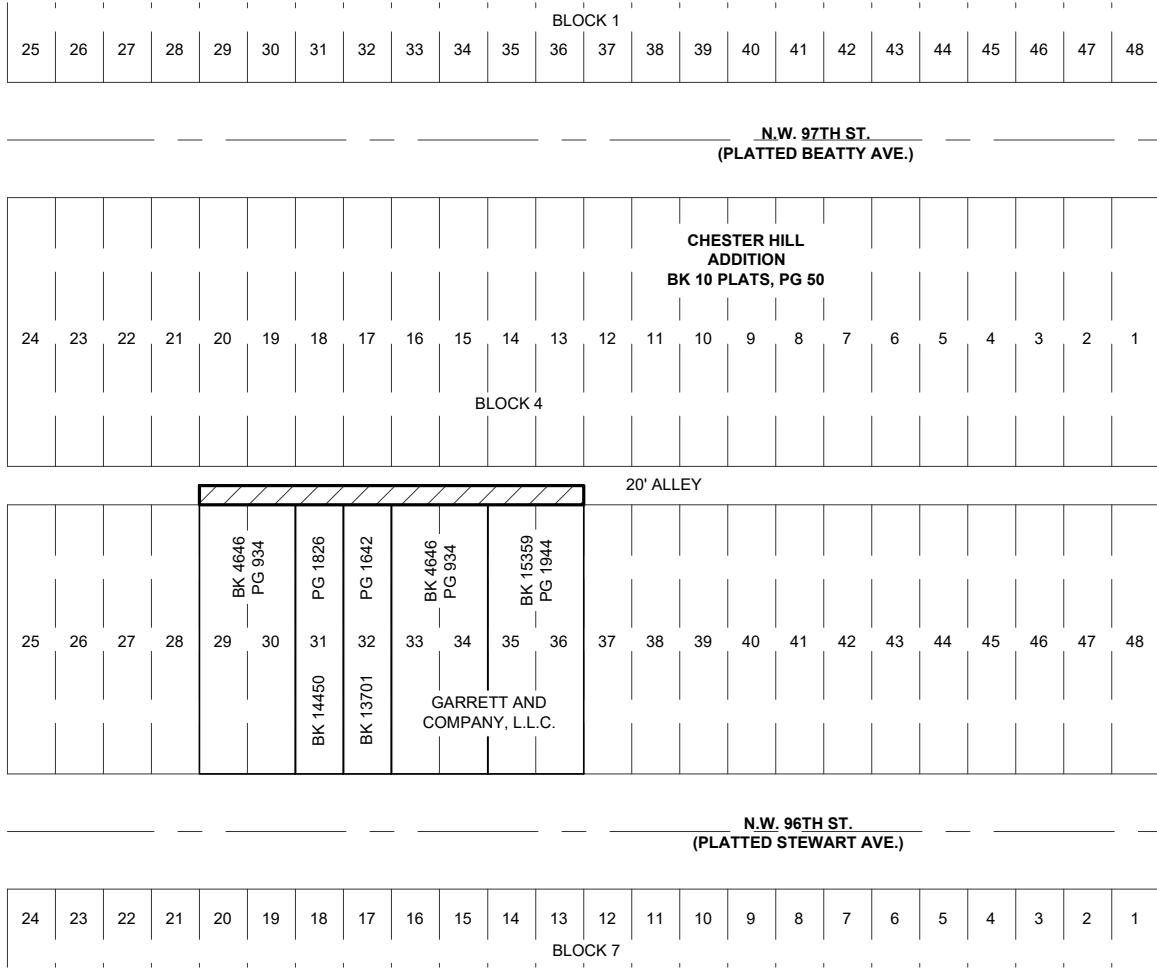 BLOCK 1
25 26 27 28 29 30 31 32 33 34 35 36 37 38 39 40 41 42 43 44 45 46 47 48
N.W. 97TH ST.
(PLATTED BEATTY AVE.)
CHESTER HILL
ADDITION
BK 10 PLATS, PG 50
24 23 22 21 20 19 18 17 16 15 14 13 12 11 10 9 8 7 6 5 4 3 2 1
BLOCK 4
20' ALLEY
BK 4646
PG 934
PG 1826
PG 1642
BK 4646
PG 934
BK 15359
PG 1944
25 26 27 28 29 30 31 32 33 34 35 36 37 38 39 40 41 42 43 44 45 46 47 48
BK 14450
BK 13701
GARRETT AND
COMPANY, L.L.C.
N.W. 96TH ST.
(PLATTED STEWART AVE.)
24 23 22 21 20 19 18 17 16 15 14 13 12 11 10 9 8 7 6 5 4 3 2 1
BLOCK 7